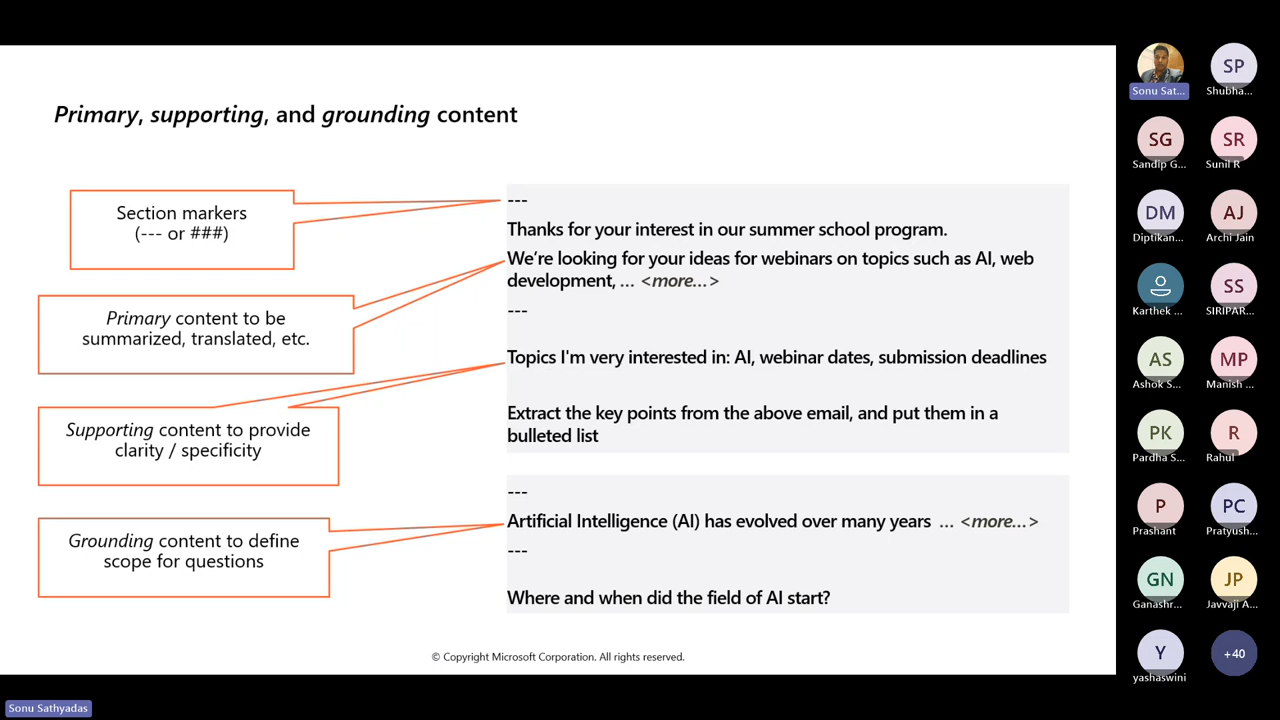 Primary, supporting, and grounding content
Section markers
(--- or ###)
Primary content to be
summarized, translated, etc.
Supporting content to provide
clarity / specificity
Grounding content to define
scope for questions
---
Thanks for your interest in our summer school program.
We're looking for your ideas for webinars on topics such as AI, web
development, ... <more...>
---
Topics I'm very interested in: AI, webinar dates, submission deadlines
Extract the key points from the above email, and put them in a
bulleted list
---
Artificial Intelligence (AI) has evolved over many years ... <more...>
---
Where and when did the field of AI start?
© Copyright Microsoft Corporation. All rights reserved.
Sonu Sathyadas
Sonu Sat...
SP
Shubha...
SG
Sandip G...
SR
Sunil R
DM
Diptikan...
AJ
Archi Jain
Karthek ...
SS
SIRIPAR...
AS
Ashok S...
MP
Manish ...
PK
Pardha S...
R
Rahul
P
Prashant
PC
Pratyush...
GN
Ganashr...
JP
Javvaji A...
Y
yashaswini
+40